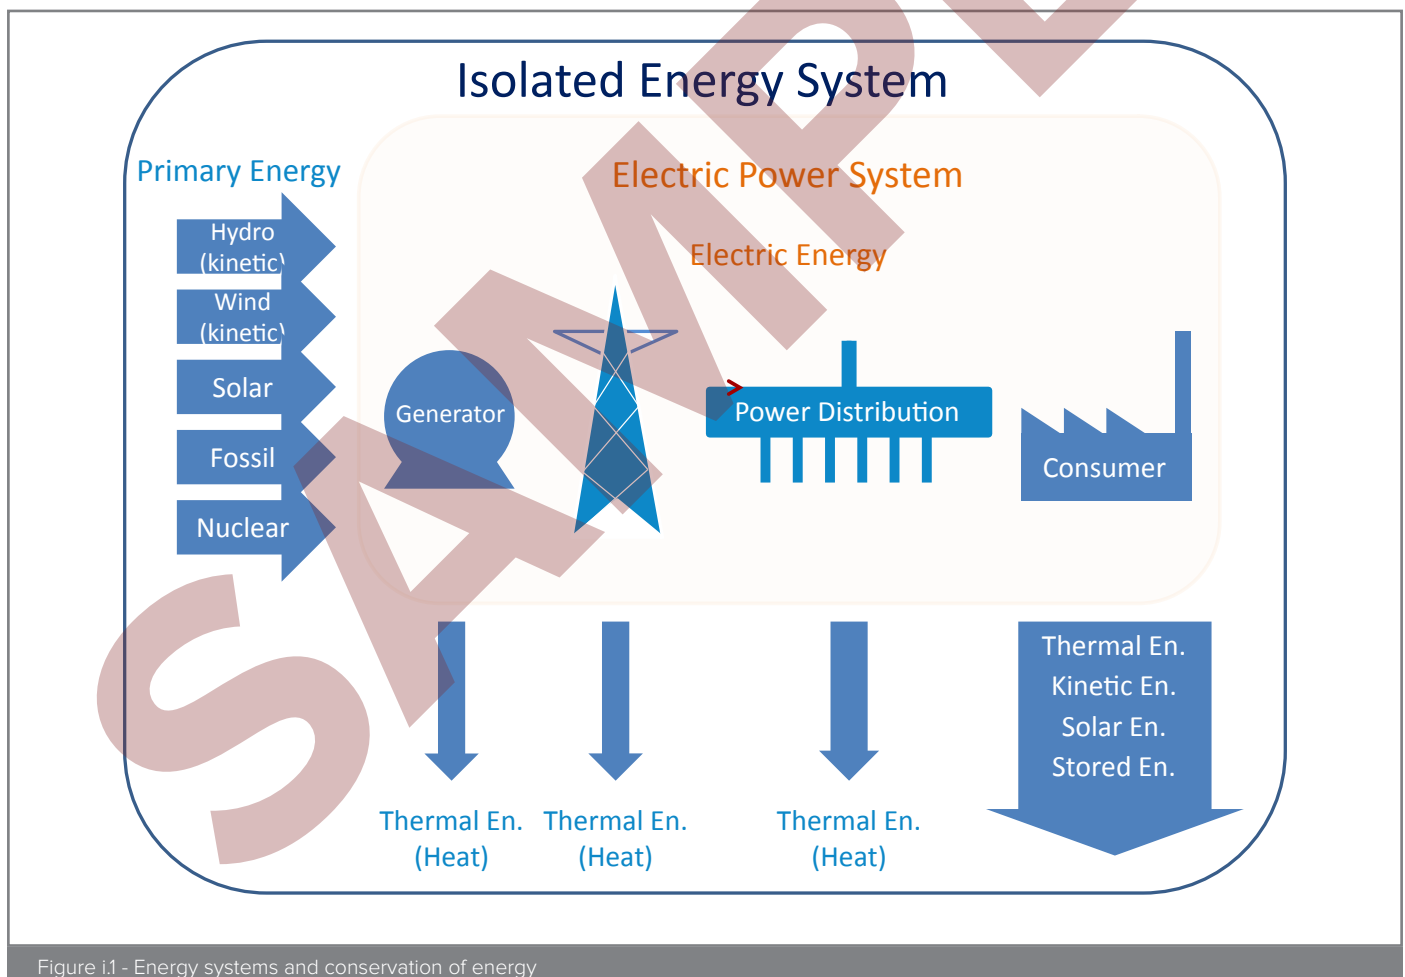 Isolated Energy System
Primary Energy
Electric Power System
Electric Energy
Hydro
(kinetic)
Wind
(kinetic)
Solar
Fossil
Nuclear
Generator
Power Distribution
Consumer
Thermal En.
(Heat)
Thermal En.
(Heat)
Thermal En.
(Heat)
Thermal En.
Kinetic En.
Solar En.
Stored En.
SAMPLE
Figure i.1 - Energy systems and conservation of energy